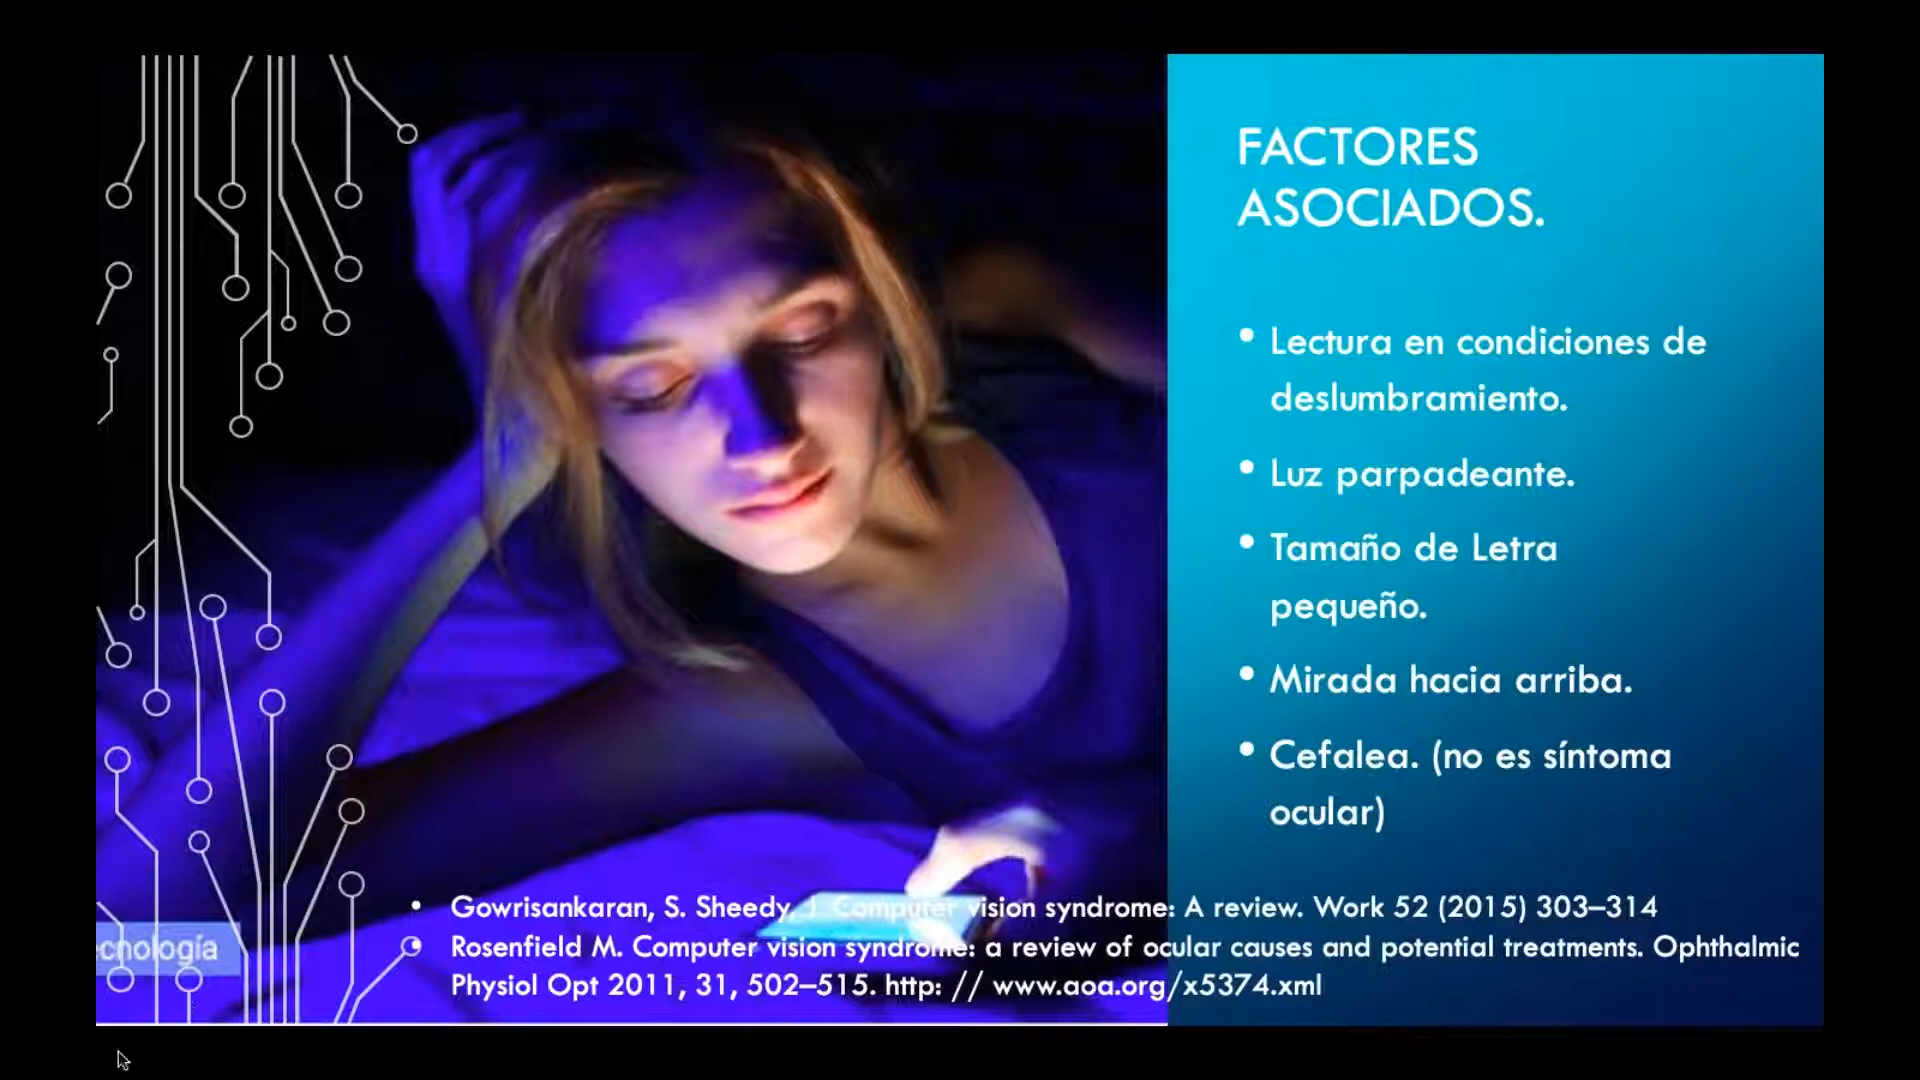 FACTORES
ASOCIADOS.
• Lectura en condiciones de
deslumbramiento.
• Luz parpadeante.
• Tamaño de Letra
pequeño.
• Mirada hacia arriba.
• Cefalea. (no es síntoma
ocular)
• Gowrisankaran, S. Sheedy, J. Computer vision syndrome: A review. Work 52 (2015) 303–314
• Rosenfield M. Computer vision syndrome: a review of ocular causes and potential treatments. Ophthalmic
Physiol Opt 2011, 31, 502–515. http: // www.aoa.org/x5374.xml
ecnología